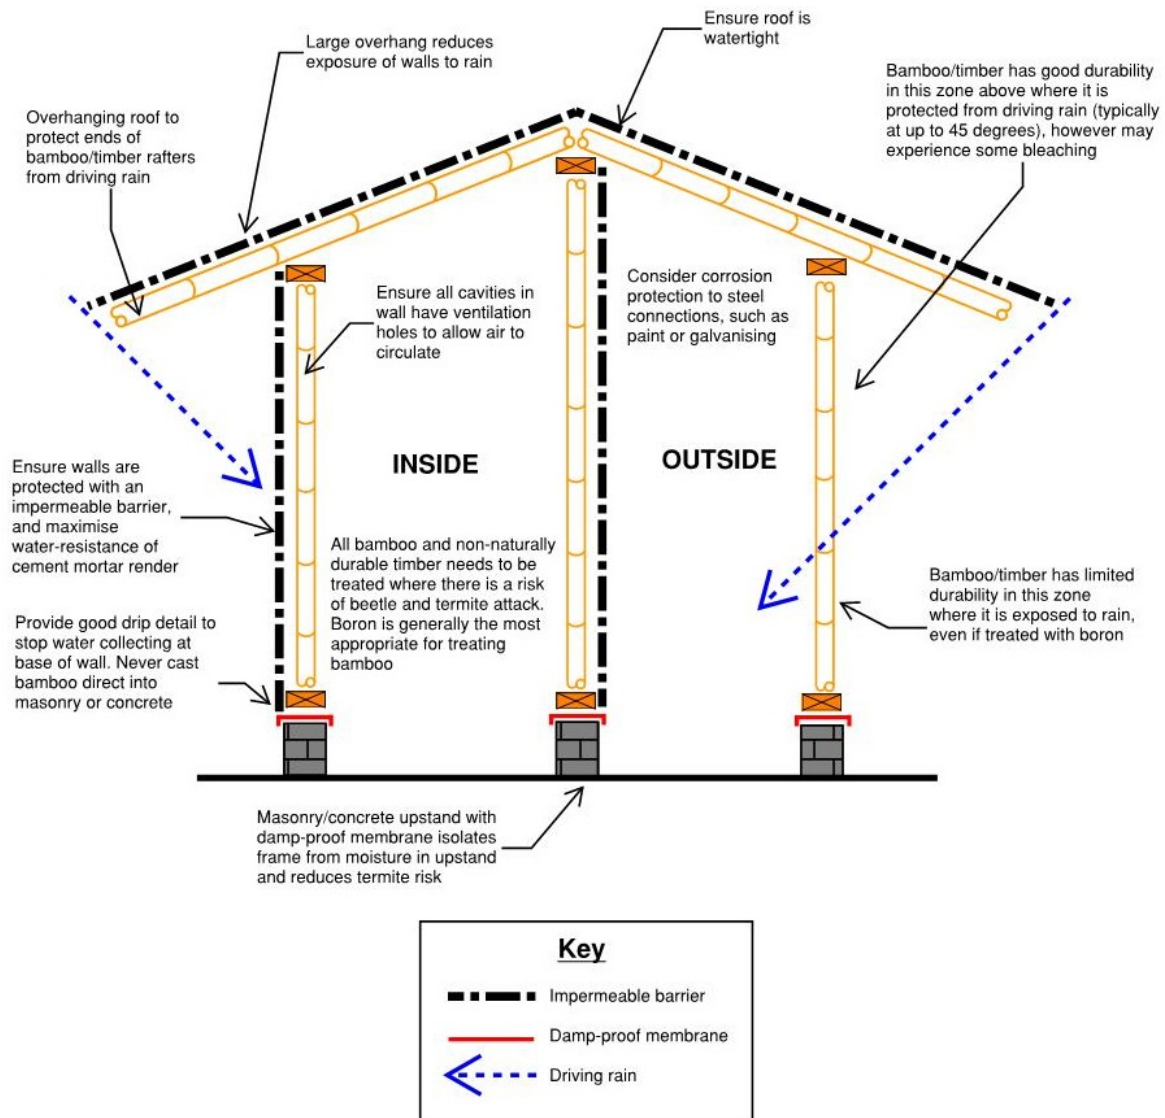 Ensure roof is
watertight
Large overhang reduces
exposure of walls to rain
Bamboo/timber has good durability
in this zone above where it is
protected from driving rain (typically
at up to 45 degrees), however may
experience some bleaching
Overhanging roof to
protect ends of
bamboo/timber rafters
from driving rain
Consider corrosion
protection to steel
connections, such as
paint or galvanising
Ensure all cavities in
wall have ventilation
holes to allow air to
circulate
INSIDE
OUTSIDE
Ensure walls are
protected with an
impermeable barrier,
and maximise
water-resistance of
cement mortar render
All bamboo and non-naturally
durable timber needs to be
treated where there is a risk
of beetle and termite attack.
Boron is generally the most
appropriate for treating
bamboo
Bamboo/timber has limited
durability in this zone
where it is exposed to rain,
even if treated with boron
Provide good drip detail to
stop water collecting at
base of wall. Never cast
bamboo direct into
masonry or concrete
Masonry/concrete upstand with
damp-proof membrane isolates
frame from moisture in upstand
and reduces termite risk
Key
Impermeable barrier
Damp-proof membrane
Driving rain